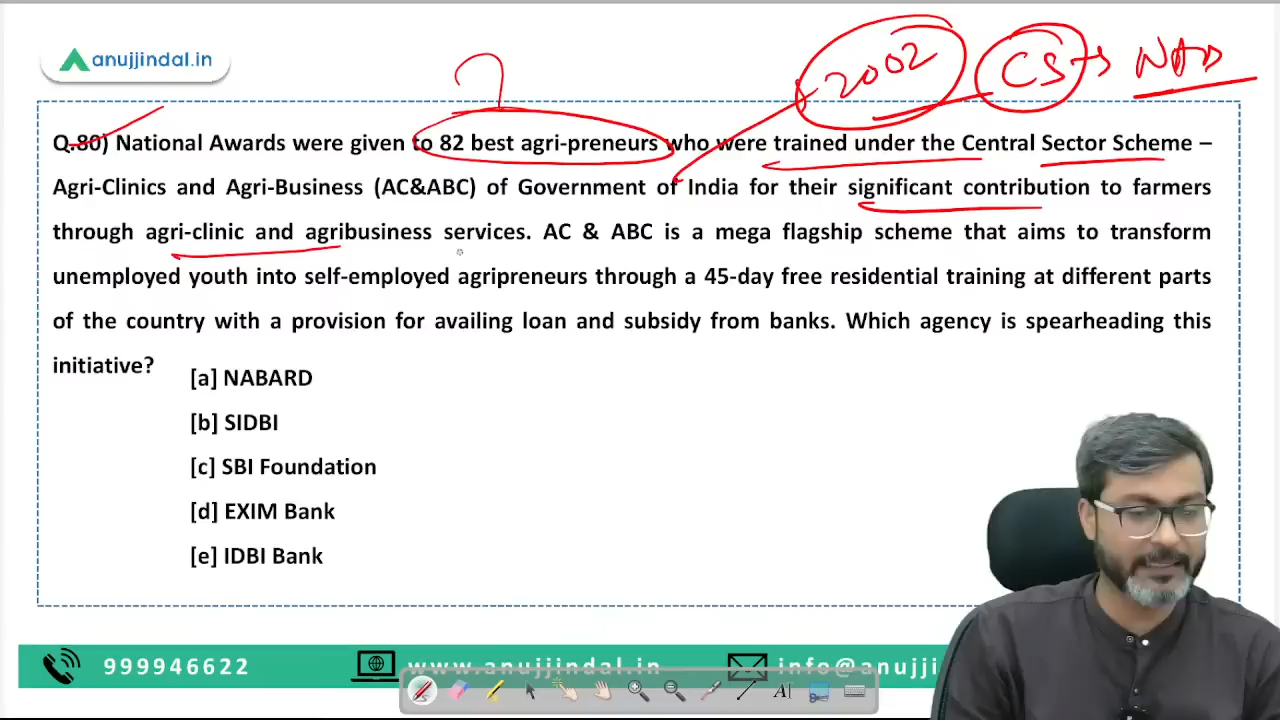 anujjindal.in
2002
CS → NAB
Q.80) National Awards were given to 82 best agri-preneurs who were trained under the Central Sector Scheme –
Agri-Clinics and Agri-Business (AC&ABC) of Government of India for their significant contribution to farmers
through agri-clinic and agribusiness services. AC & ABC is a mega flagship scheme that aims to transform
unemployed youth into self-employed agripreneurs through a 45-day free residential training at different parts
of the country with a provision for availing loan and subsidy from banks. Which agency is spearheading this
initiative?
[a] NABARD
[b] SIDBI
[c] SBI Foundation
[d] EXIM Bank
[e] IDBI Bank
999946622
www.anujjindal.in
info@anujji